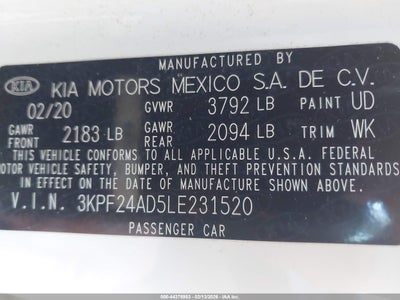 MANUFACTURED BY
KIA KIA MOTORS MEXICO S.A. DE C.V.
02/20 GVWR 3792 LB PAINT UD
GAWR FRONT 2183 LB GAWR REAR 2094 LB TRIM WK
THIS VEHICLE CONFORMS TO ALL APPLICABLE U.S.A. FEDERAL
MOTOR VEHICLE SAFETY, BUMPER, AND THEFT PREVENTION STANDARDS
IN EFFECT ON THE DATE OF MANUFACTURE SHOWN ABOVE.
V.I.N. 3KPF24AD5LE231520
PASSENGER CAR